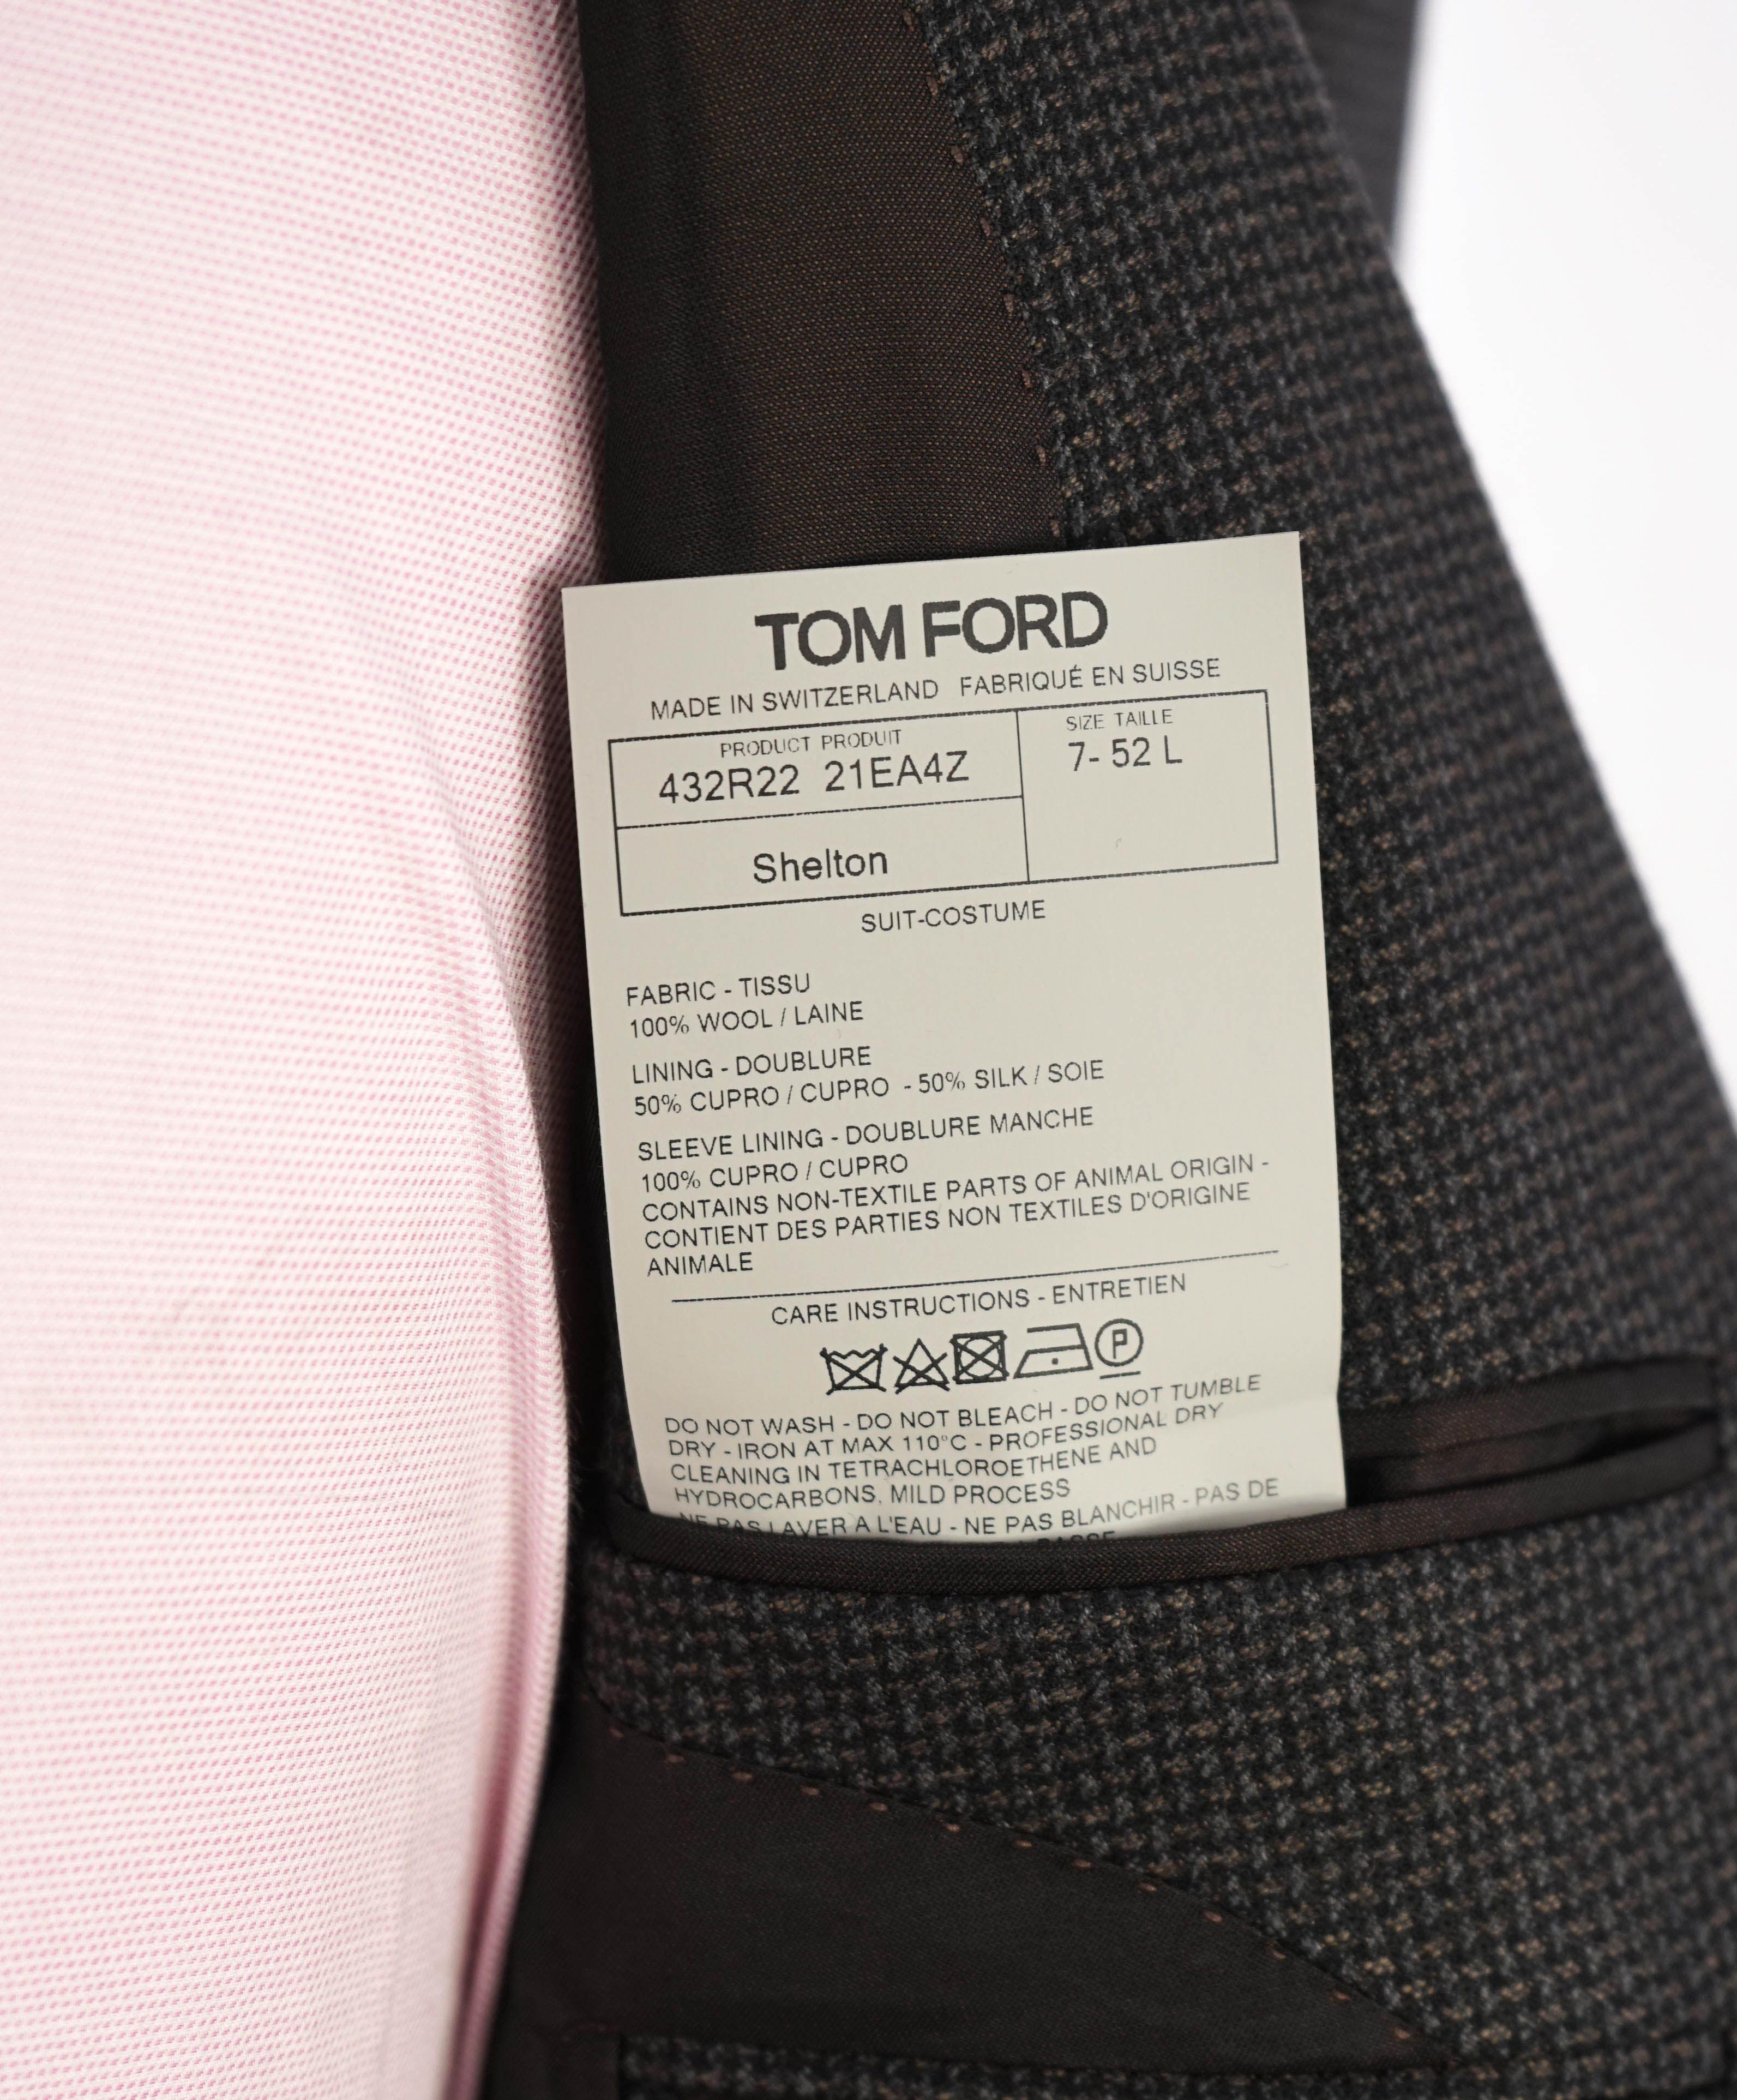 TOM FORD
MADE IN SWITZERLAND FABRIQUÉ EN SUISSE
PRODUCT PRODUIT
432R22 21EA4Z
SIZE TAILLE
7- 52 L
Shelton
SUIT-COSTUME
FABRIC - TISSU
100% WOOL / LAINE
LINING - DOUBLURE
50% CUPRO / CUPRO - 50% SILK / SOIE
SLEEVE LINING - DOUBLURE MANCHE
100% CUPRO / CUPRO
CONTAINS NON-TEXTILE PARTS OF ANIMAL ORIGIN -
CONTIENT DES PARTIES NON TEXTILES D'ORIGINE
ANIMALE
CARE INSTRUCTIONS - ENTRETIEN
P
DO NOT WASH - DO NOT BLEACH - DO NOT TUMBLE
DRY - IRON AT MAX 110°C - PROFESSIONAL DRY
CLEANING IN TETRACHLOROETHENE AND
HYDROCARBONS, MILD PROCESS
NE PAS LAVER A L'EAU - NE PAS BLANCHIR - PAS DE